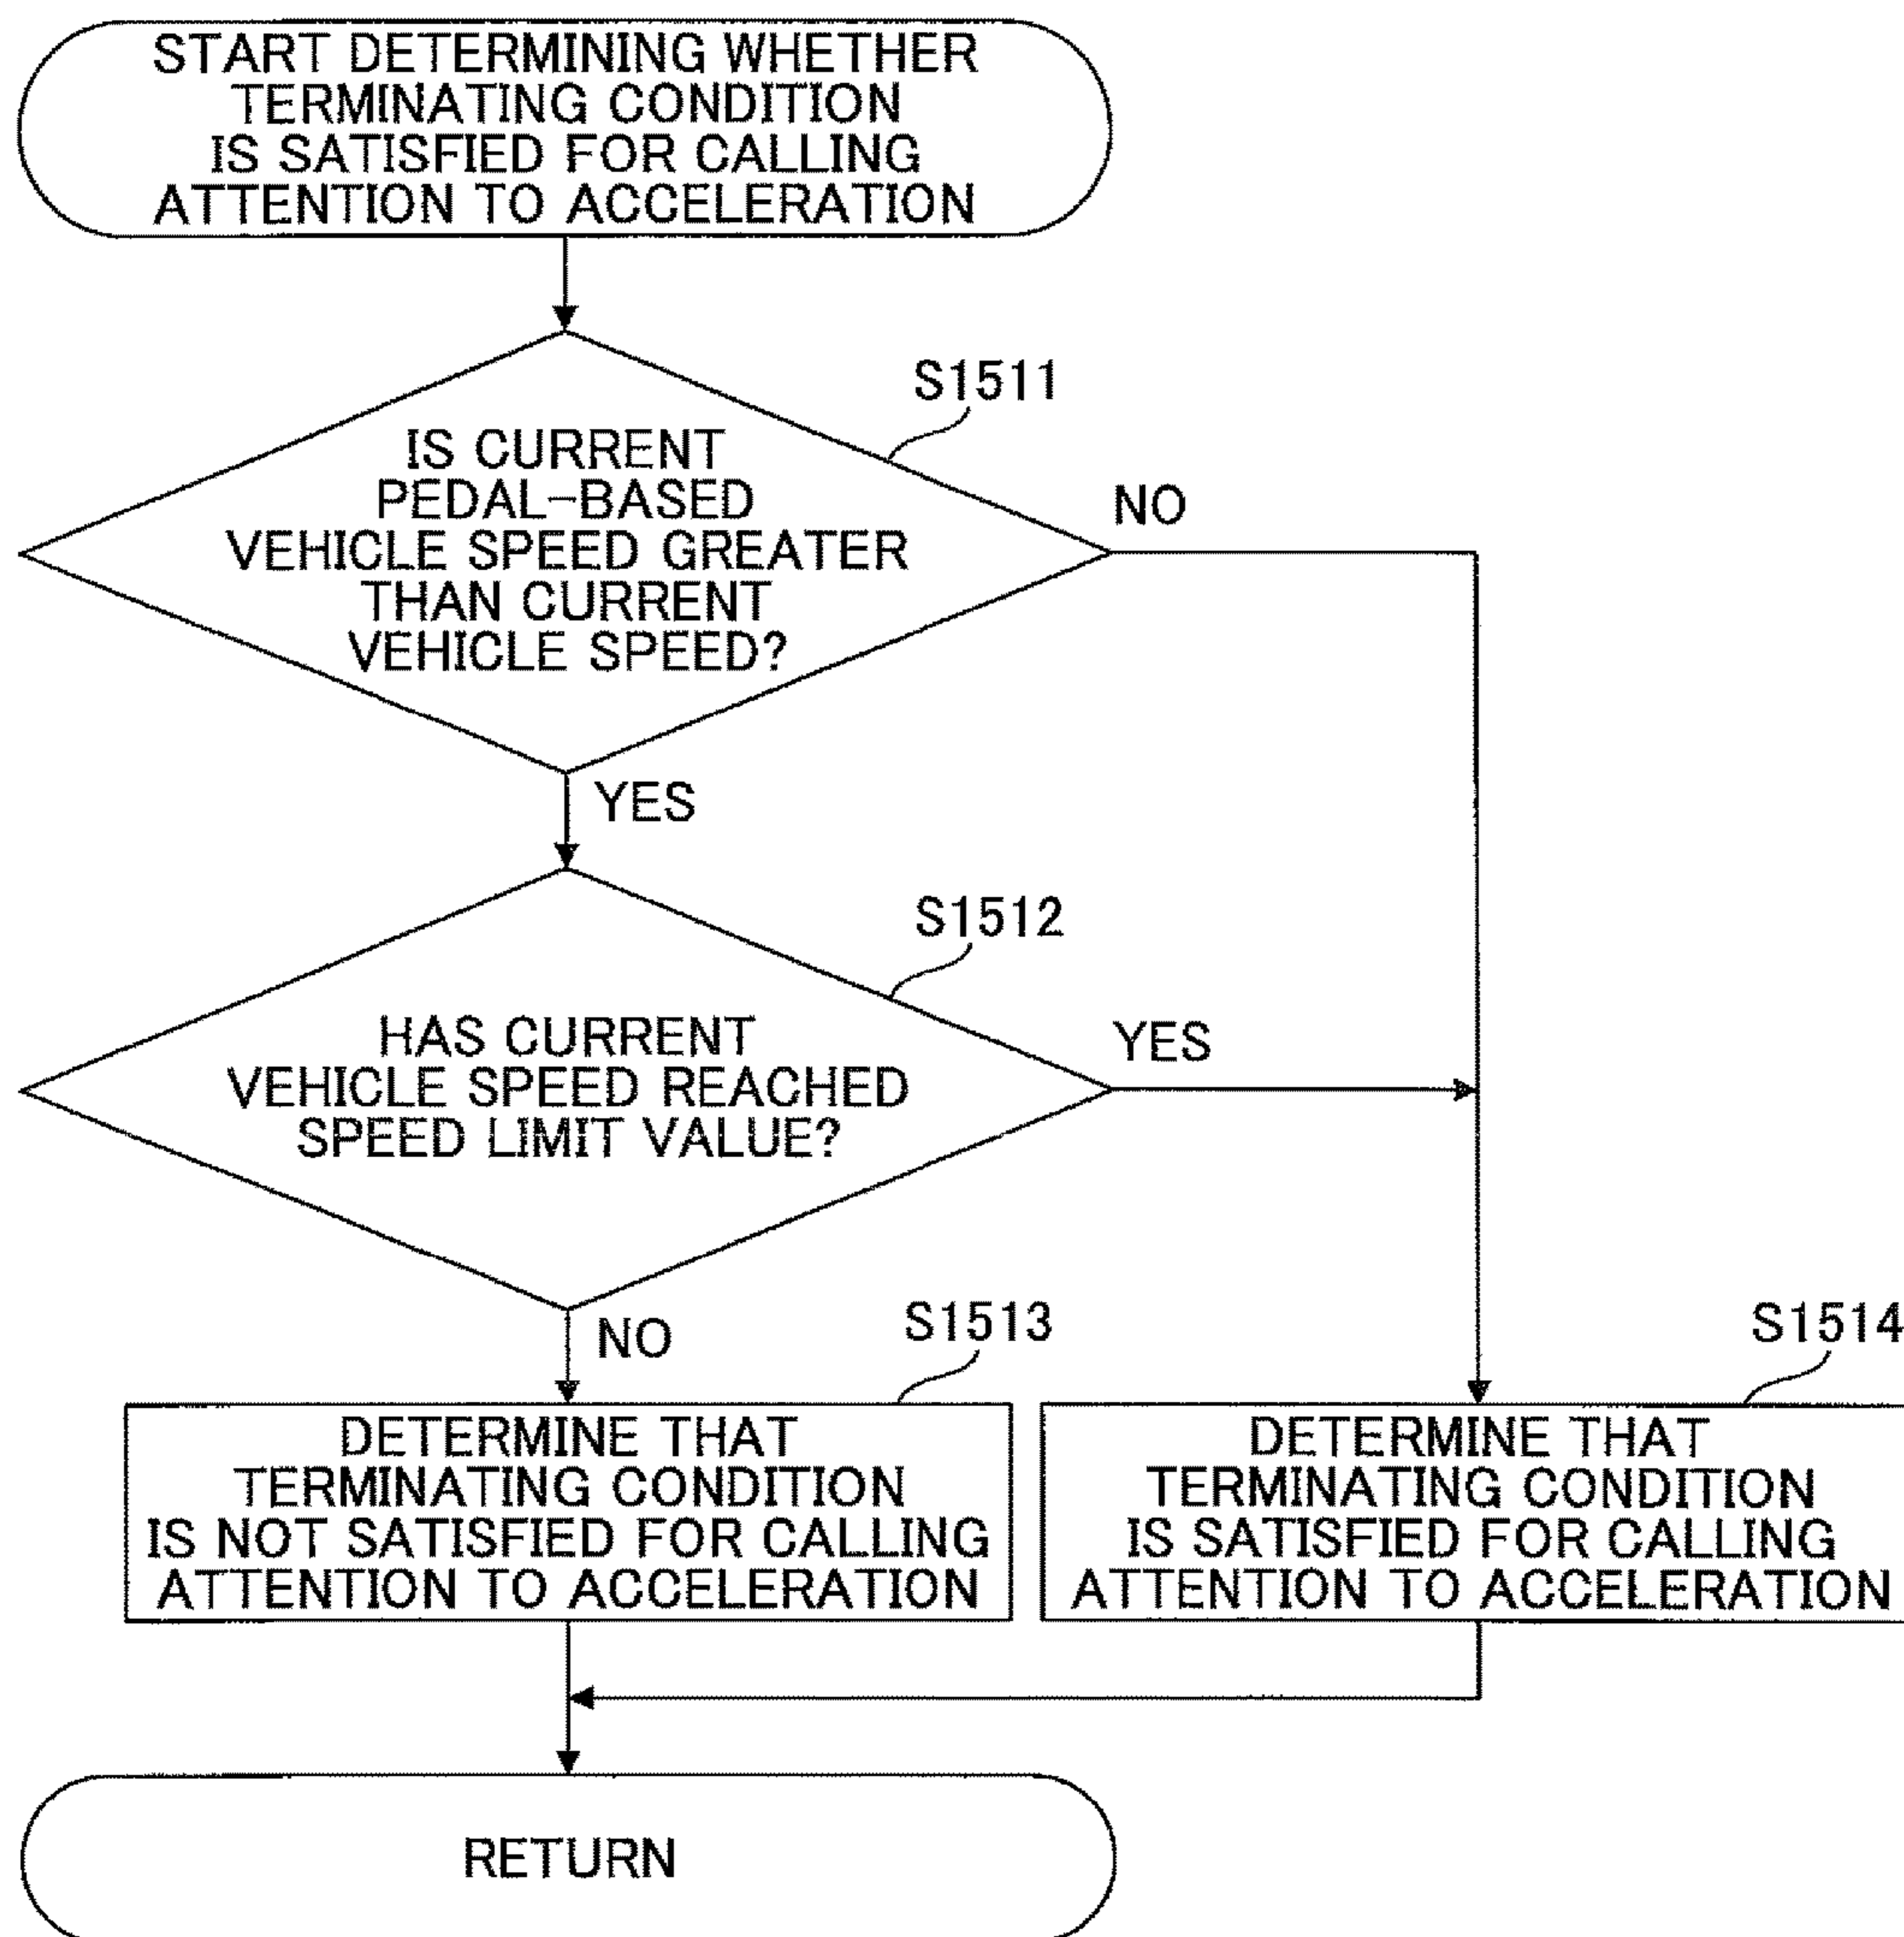 START DETERMINING WHETHER
TERMINATING CONDITION
IS SATISFIED FOR CALLING
ATTENTION TO ACCELERATION
S1511
IS CURRENT
PEDAL-BASED
VEHICLE SPEED GREATER
THAN CURRENT
VEHICLE SPEED?
NO
YES
S1512
HAS CURRENT
VEHICLE SPEED REACHED
SPEED LIMIT VALUE?
YES
NO
S1513
DETERMINE THAT
TERMINATING CONDITION
IS NOT SATISFIED FOR CALLING
ATTENTION TO ACCELERATION
S1514
DETERMINE THAT
TERMINATING CONDITION
IS SATISFIED FOR CALLING
ATTENTION TO ACCELERATION
RETURN